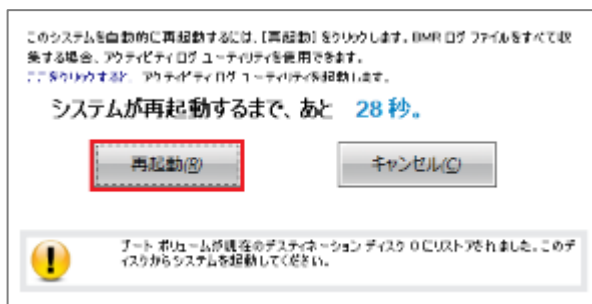 このシステムを自動的に再起動するには、[再起動] をクリックします。BMR ログ ファイルをすべて収
集する場合、アクティビティ ログ ユーティリティを使用できます。
ここをクリックすると、アクティビティ ログ ユーティリティを起動します。
システムが再起動するまで、あと 28 秒。
再起動(R)
キャンセル(C)
ブート ボリュームが現在のデスティネーション ディスク 0 にリストアされました。このデ
ィスクからシステムを起動してください。